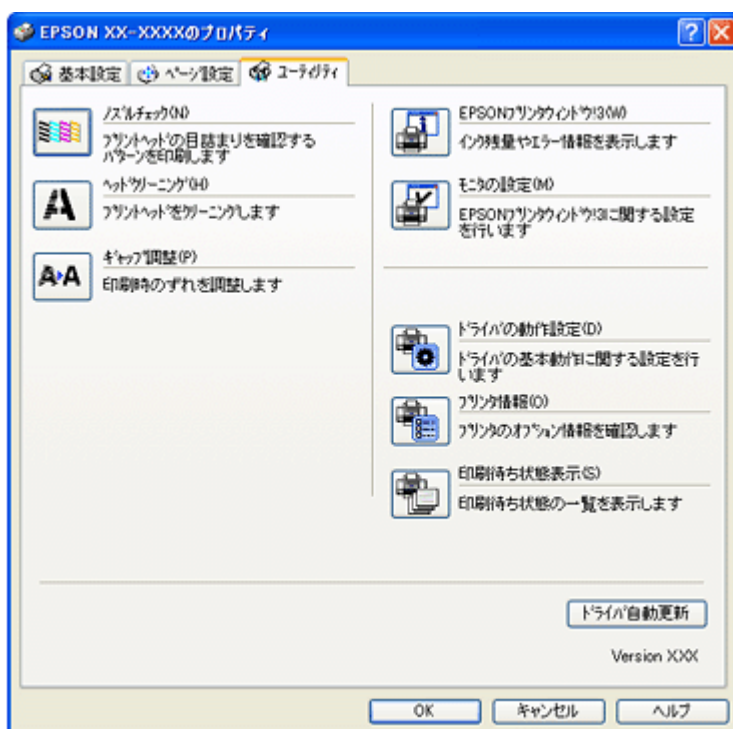 EPSON XX-XXXXのプロパティ
基本設定
ページ設定
ユーティリティ
ノズルチェック(N)
プリントヘッドの目詰まりを確認する
パターンを印刷します
ヘッドクリーニング(H)
プリントヘッドをクリーニングします
ギャップ調整(P)
印刷時のずれを調整します
EPSONプリンタウィンドウ!3(W)
インク残量やエラー情報を表示します
モニタの設定(M)
EPSONプリンタウィンドウ!3に関する設定
を行います
ドライバの動作設定(D)
ドライバの基本動作に関する設定を行
います
プリンタ情報(O)
プリンタのオプション情報を確認します
印刷待ち状態表示(S)
印刷待ち状態の一覧を表示します
ドライバ自動更新
Version XXX
OK
キャンセル
ヘルプ